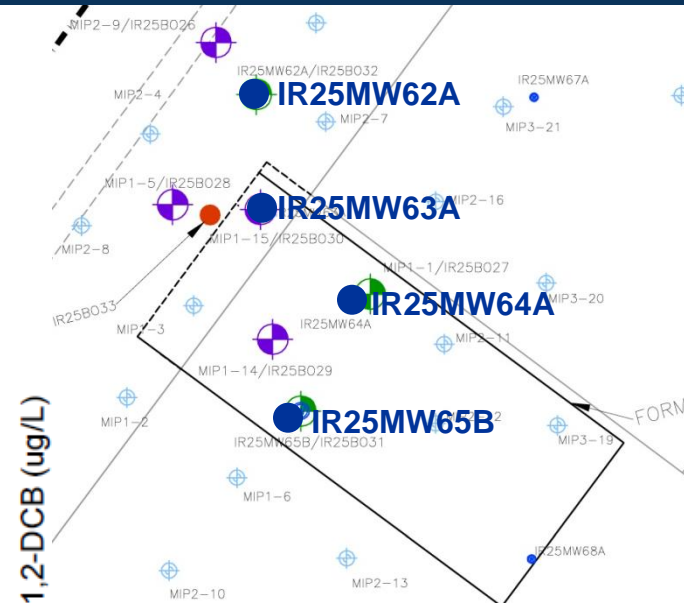 MIP2-9/IR25B026
IR25MW62A/IR25B032
IR25MW67A
MIP2-4
IR25MW62A
MIP2-7
MIP3-21
MIP1-5/IR25B028
MIP2-16
IR25MW63A
MIP1-15/IR25B030
MIP2-8
MIP1-1/IR25B027
MIP3-20
IR25B033
MIP1-3
IR25MW64A
IR25MW64A
MIP2-11
MIP1-14/IR25B029
MIP1-2
FORM
IR25MW65B
IR25MW65B/IR25B031
MIP3-19
MIP1-6
1,2-DCB (ug/L)
IR25MW68A
MIP2-10
MIP2-13